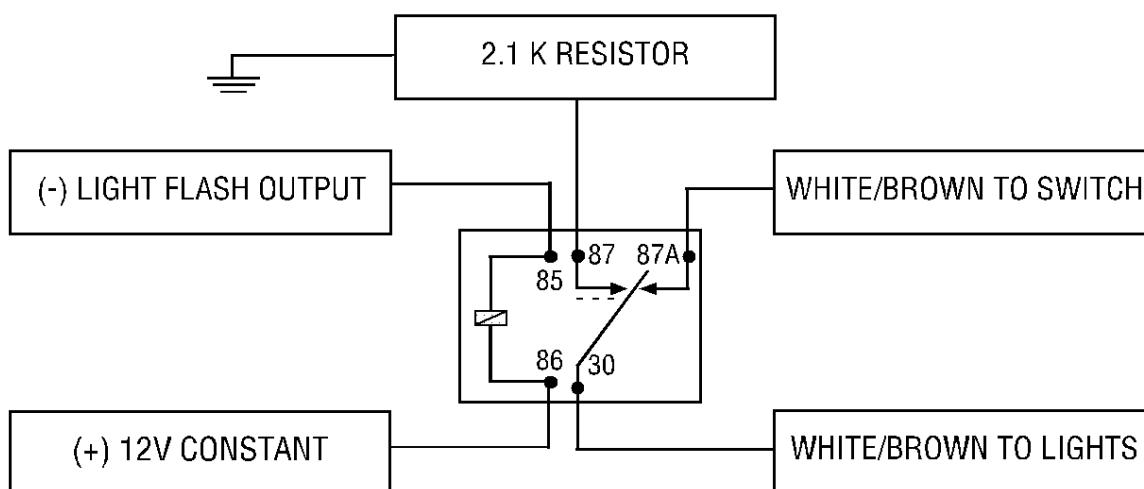 2.1 K RESISTOR
(-) LIGHT FLASH OUTPUT
WHITE/BROWN TO SWITCH
87
87A
85
86
30
(+) 12V CONSTANT
WHITE/BROWN TO LIGHTS